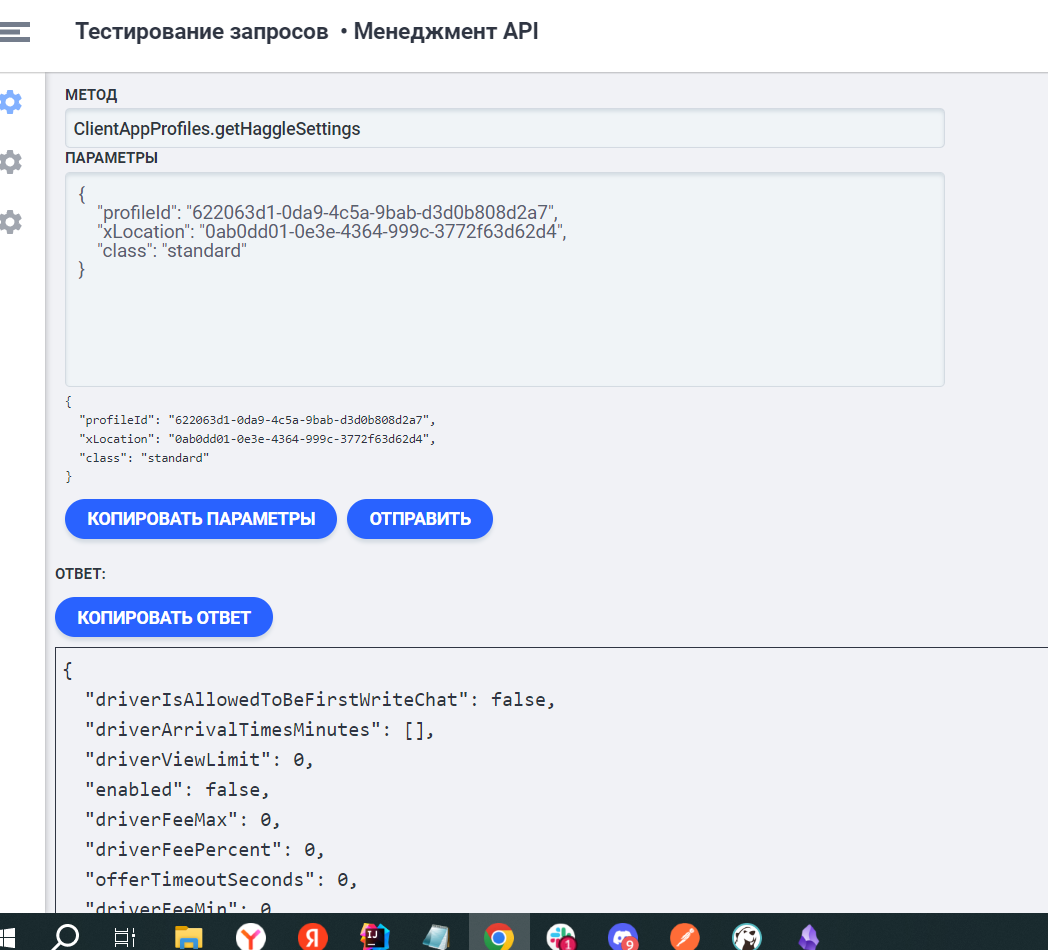 Тестирование запросов • Менеджмент API
МЕТОД
ClientAppProfiles.getHaggleSettings
ПАРАМЕТРЫ
{
"profileId": "622063d1-0da9-4c5a-9bab-d3d0b808d2a7",
"xLocation": "0ab0dd01-0e3e-4364-999c-3772f63d62d4",
"class": "standard"
}
{
"profileId": "622063d1-0da9-4c5a-9bab-d3d0b808d2a7",
"xLocation": "0ab0dd01-0e3e-4364-999c-3772f63d62d4",
"class": "standard"
}
КОПИРОВАТЬ ПАРАМЕТРЫ ОТПРАВИТЬ
ОТВЕТ:
КОПИРОВАТЬ ОТВЕТ
{
"driverIsAllowedToBeFirstWriteChat": false,
"driverArrivalTimesMinutes": [],
"driverViewLimit": 0,
"enabled": false,
"driverFeeMax": 0,
"driverFeePercent": 0,
"offerTimeoutSeconds": 0,
"driverFeeMin": 0
Y Я IJ 1 9